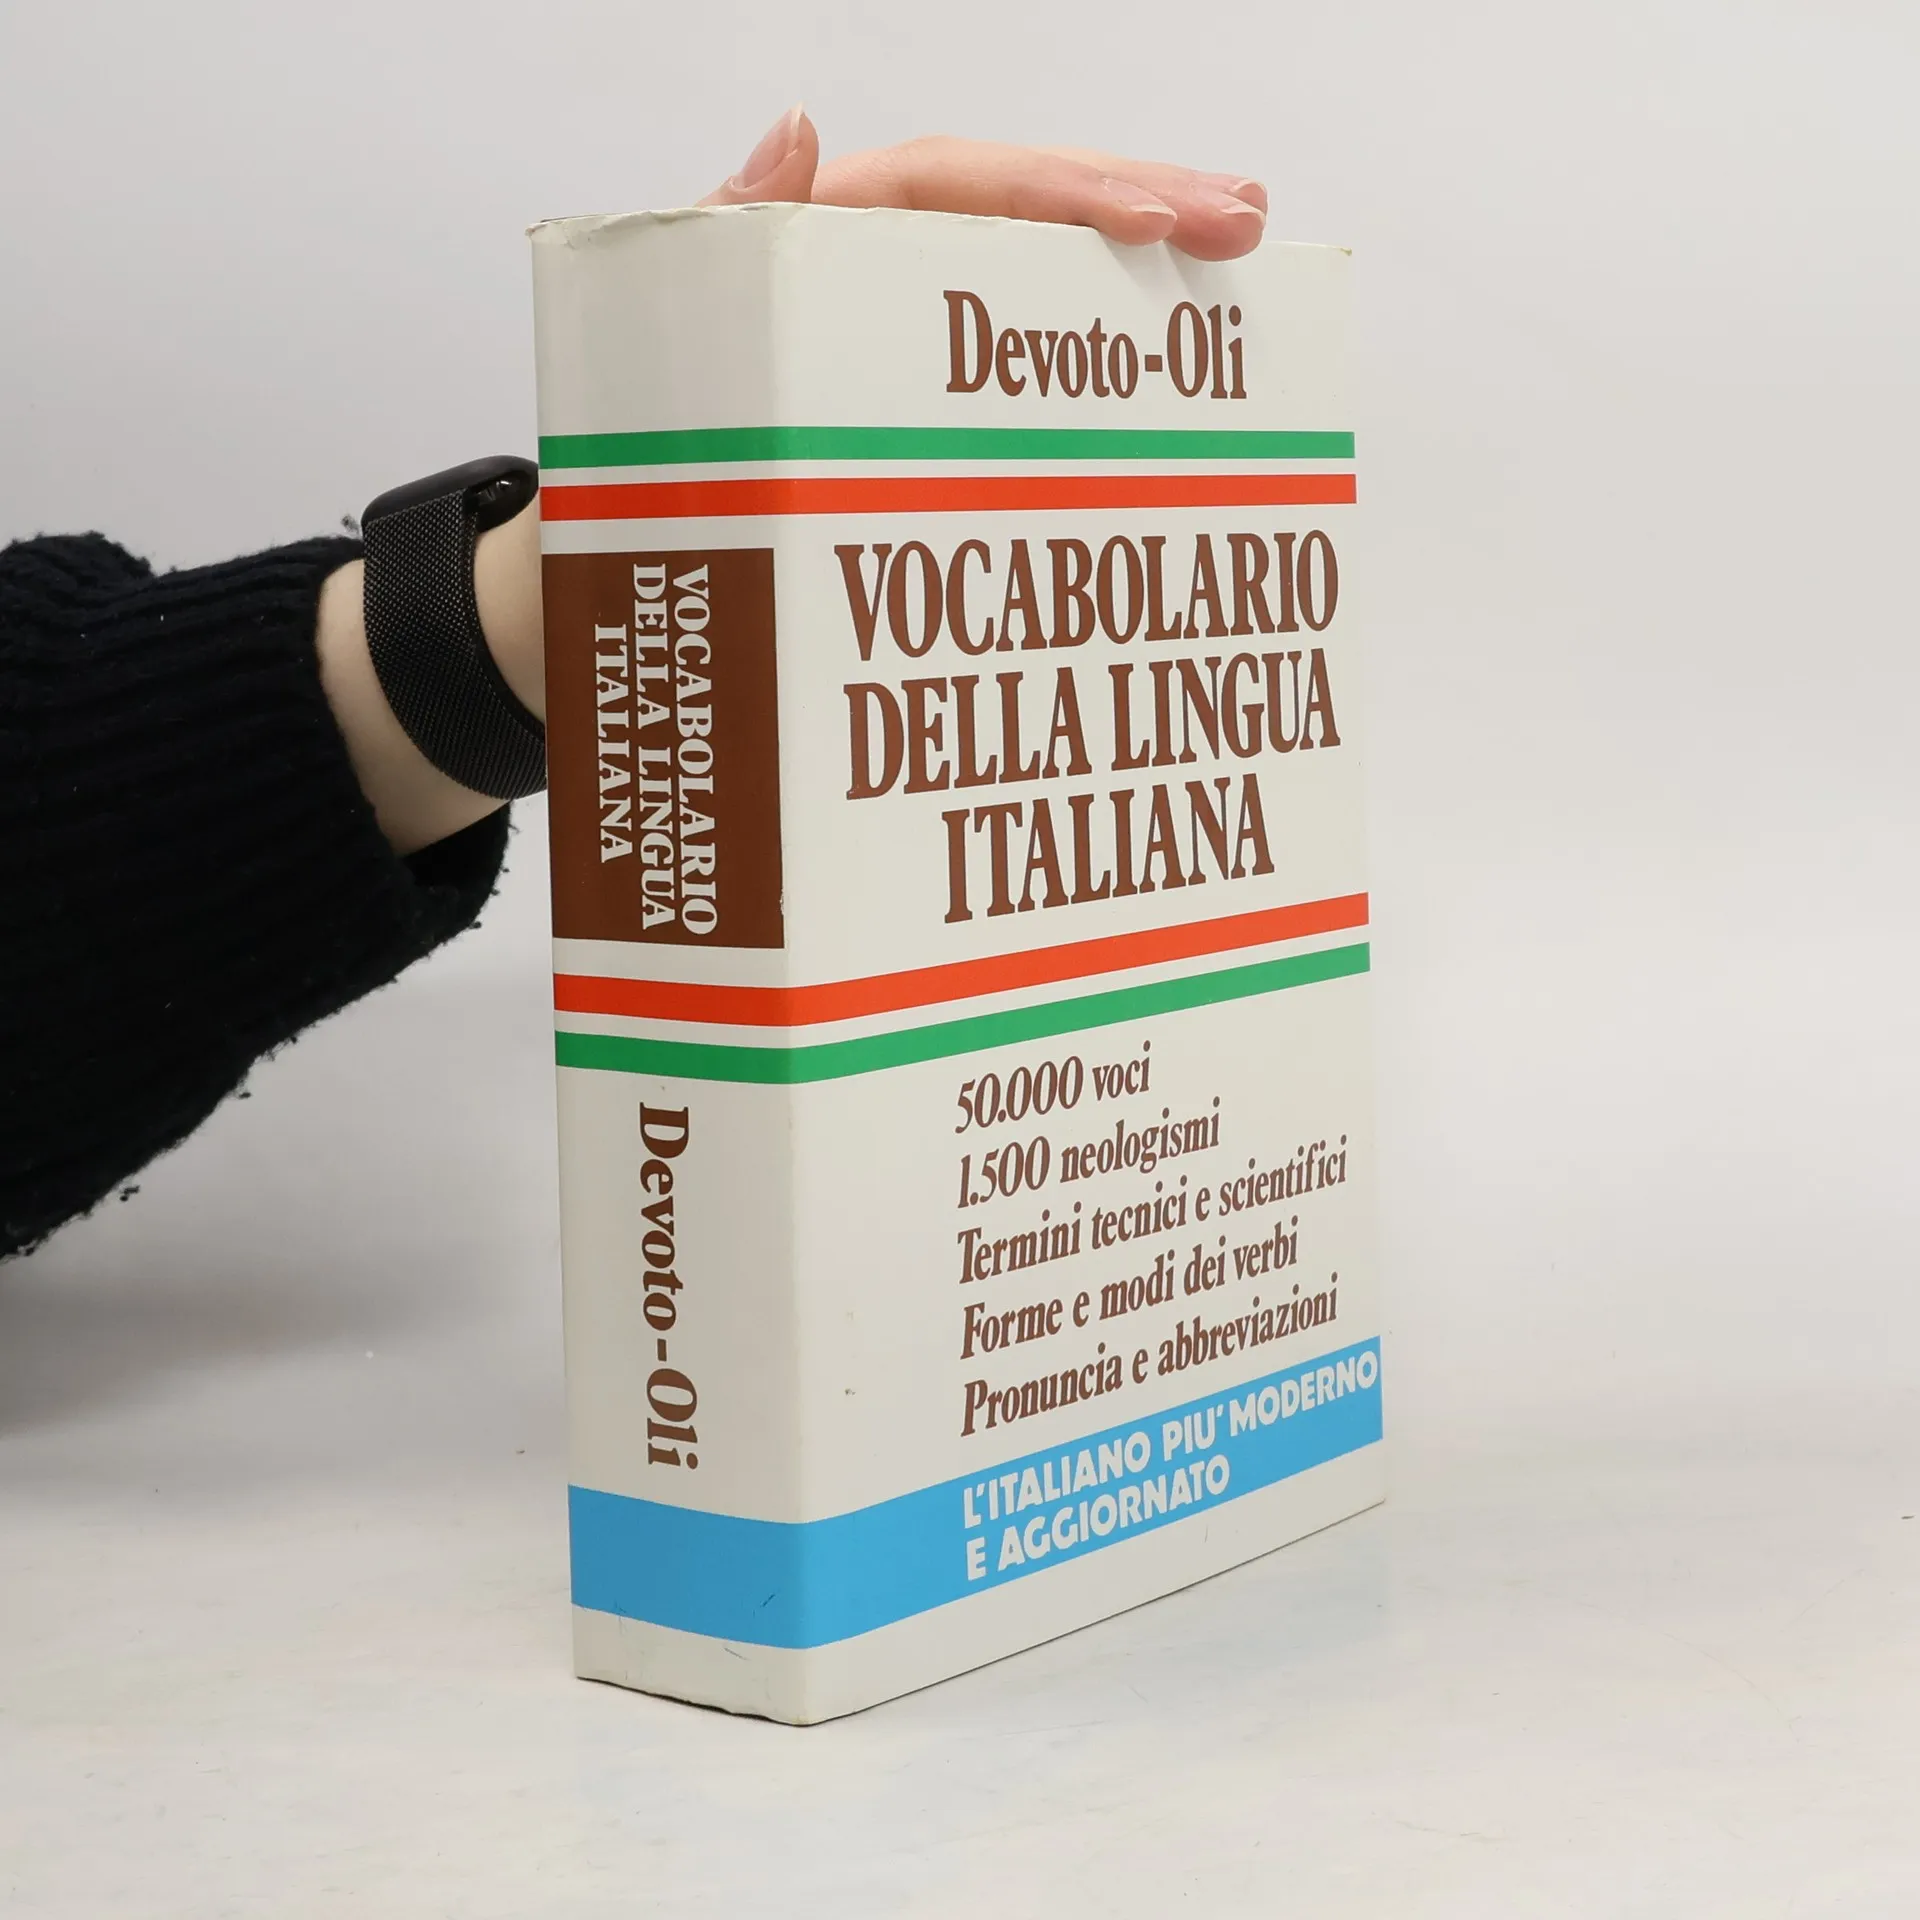 Devoto-Oli
VOCABOLARIO
DELLA LINGUA
ITALIANA
50.000 voci
1.500 neologismi
Termini tecnici e scientifici
Forme e modi dei verbi
Pronuncia e abbreviazioni
L'ITALIANO PIU' MODERNO
E AGGIORNATO
VOCABOLARIO
DELLA LINGUA
ITALIANA
Devoto-Oli